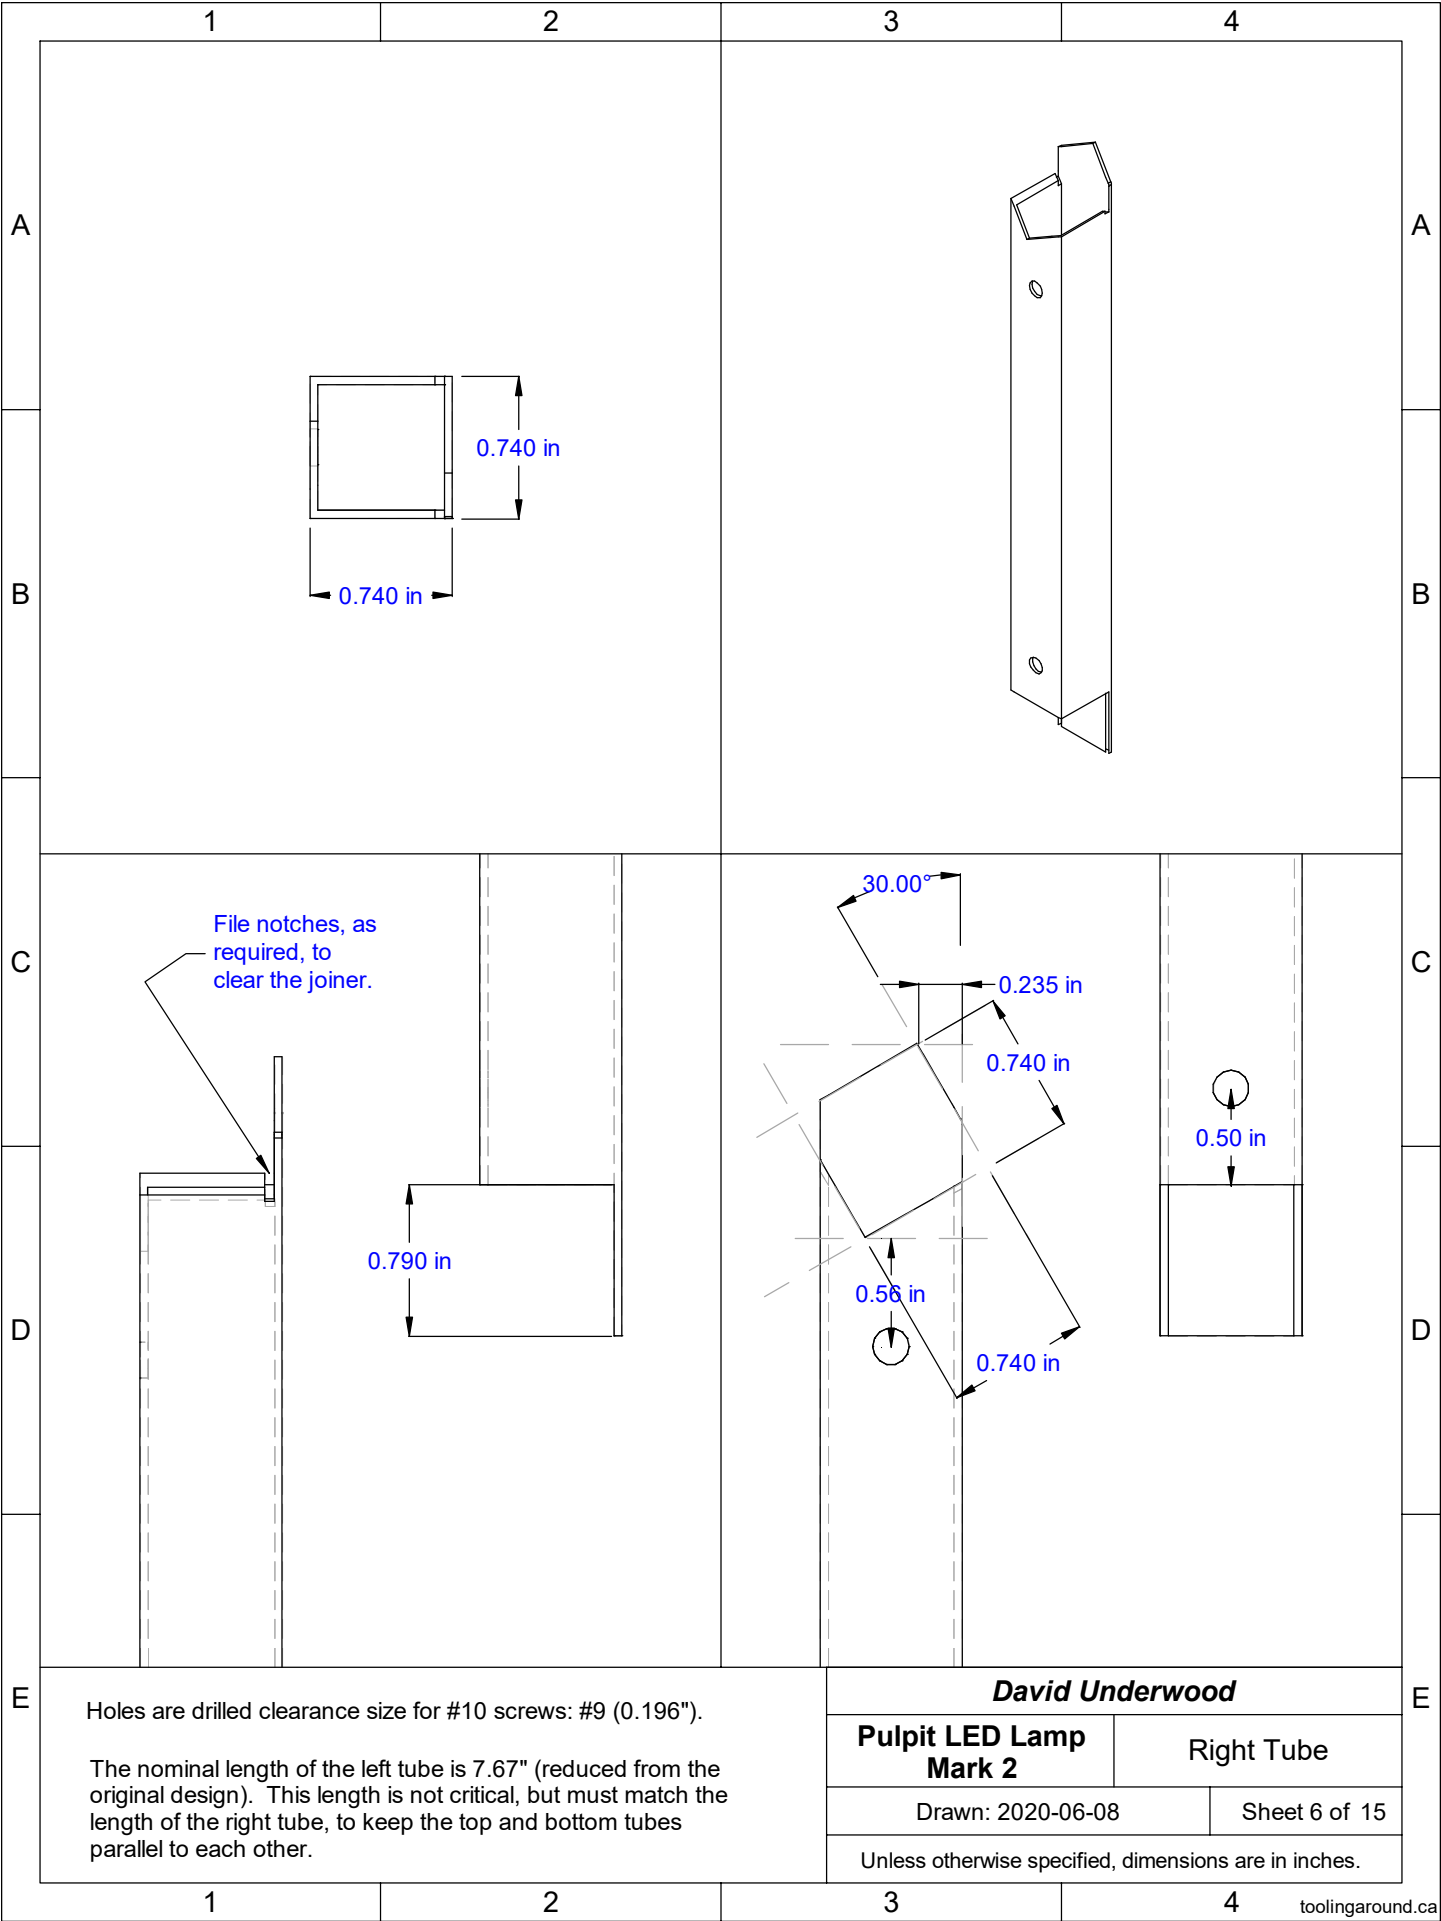 1 2 3 4
A A
0.740 in
0.740 in
B B
30.00°
File notches, as
required, to
clear the joiner.
C C
0.235 in
0.740 in
0.50 in
0.790 in
0.56 in
0.740 in
D D
E E
Holes are drilled clearance size for #10 screws: #9 (0.196").
The nominal length of the left tube is 7.67" (reduced from the
original design). This length is not critical, but must match the
length of the right tube, to keep the top and bottom tubes
parallel to each other.
David Underwood
Pulpit LED Lamp
Mark 2
Right Tube
Drawn: 2020-06-08
Sheet 6 of 15
Unless otherwise specified, dimensions are in inches.
1 2 3 4
toolingaround.ca